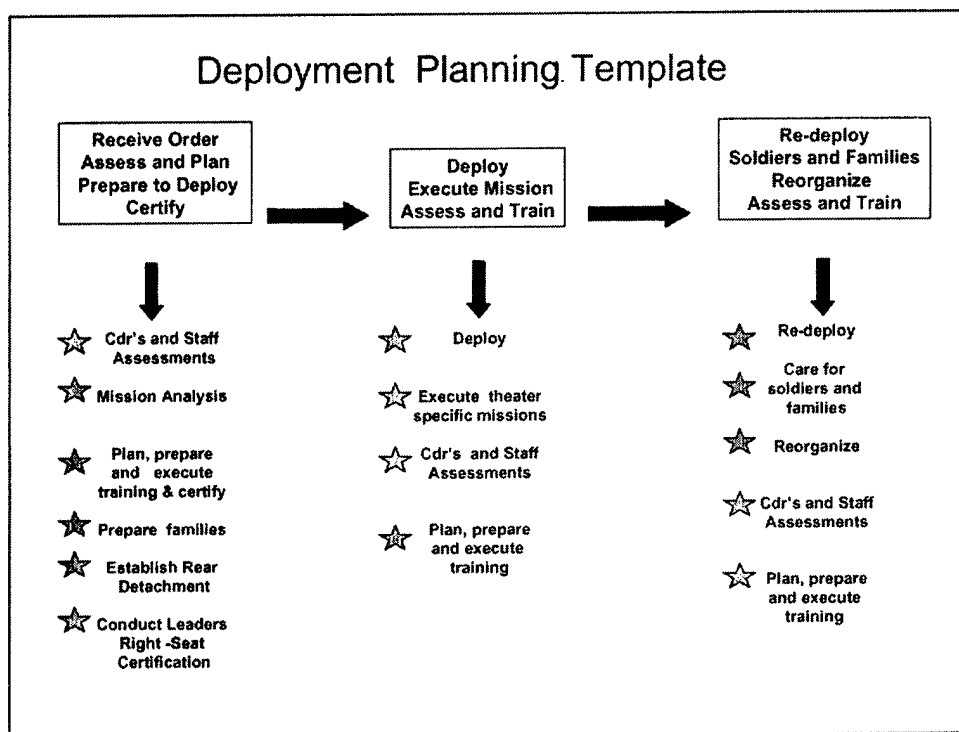 Deployment Planning Template
Receive Order
Assess and Plan
Prepare to Deploy
Certify
Deploy
Execute Mission
Assess and Train
Re-deploy
Soldiers and Families
Reorganize
Assess and Train
Cdr's and Staff
Assessments
Mission Analysis
Plan, prepare
and execute
training & certify
Prepare families
Establish Rear
Detachment
Conduct Leaders
Right -Seat
Certification
Deploy
Execute theater
specific missions
Cdr's and Staff
Assessments
Plan, prepare
and execute
training
Re-deploy
Care for
soldiers and
families
Reorganize
Cdr's and Staff
Assessments
Plan, prepare
and execute
training